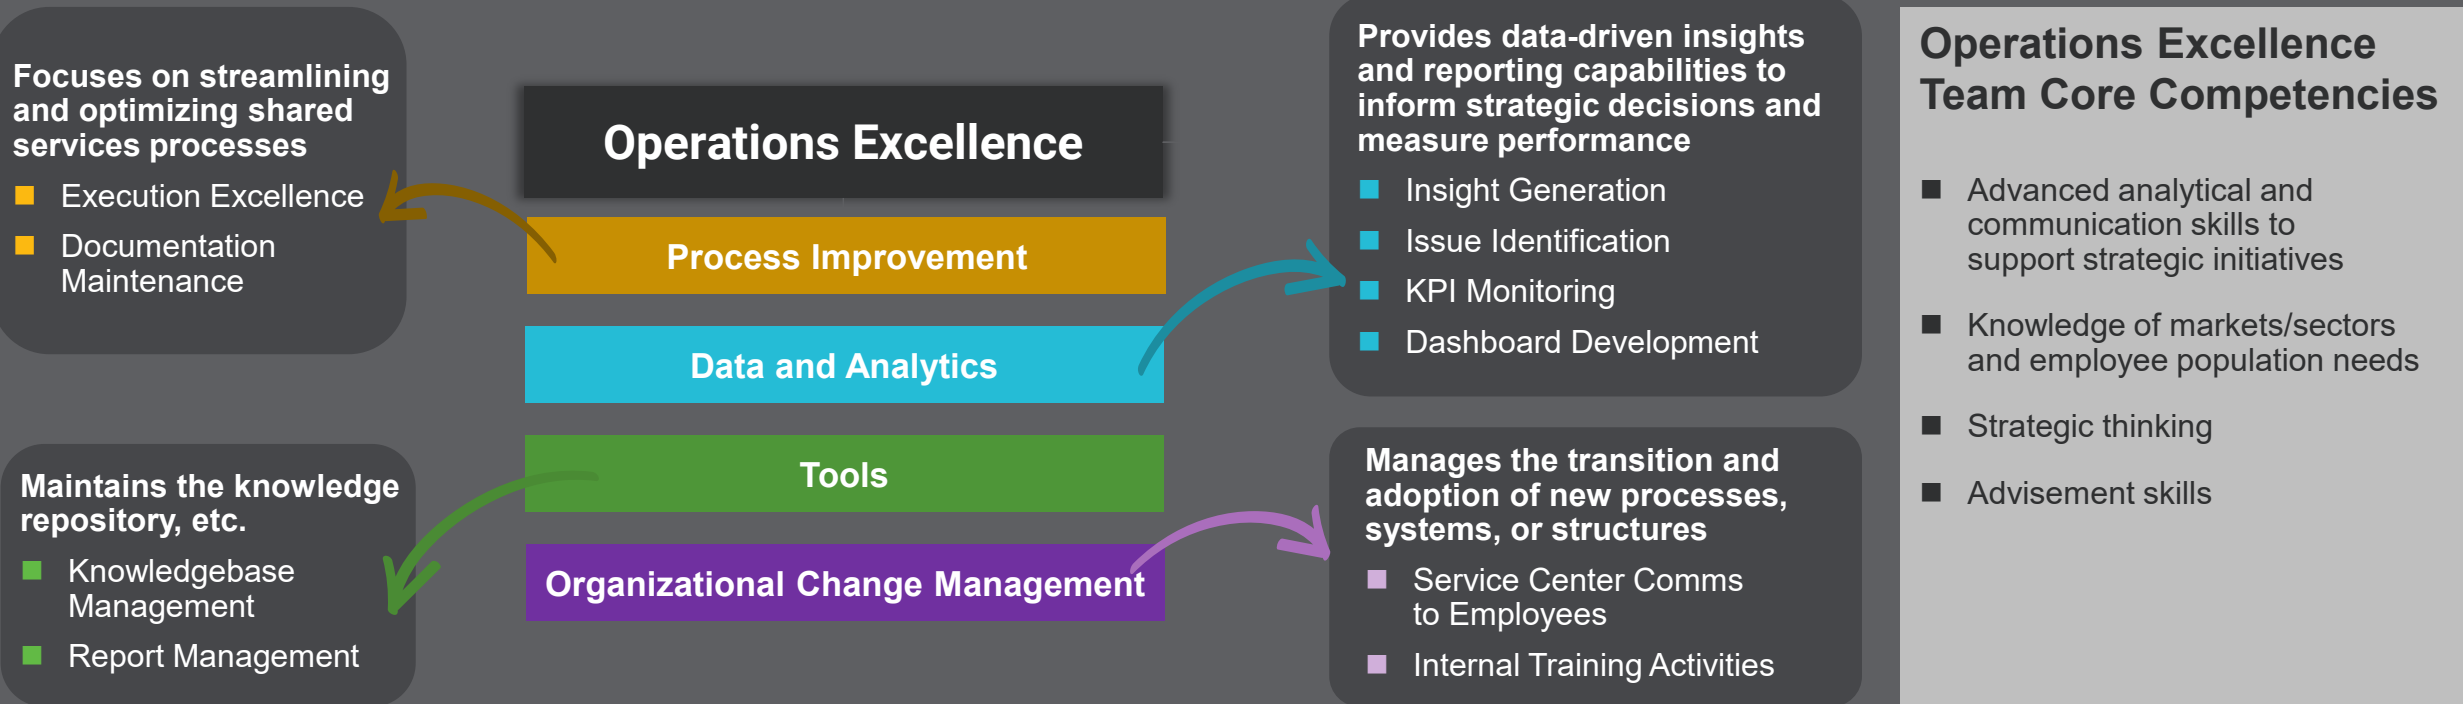 Focuses on streamlining
and optimizing shared
services processes
Execution Excellence
Documentation
Maintenance
Maintains the knowledge
repository, etc.
Knowledgebase
Management
Report Management
Operations Excellence
Process Improvement
Data and Analytics
Tools
Organizational Change Management
Provides data-driven insights
and reporting capabilities to
inform strategic decisions and
measure performance
Insight Generation
Issue Identification
KPI Monitoring
Dashboard Development
Manages the transition and
adoption of new processes,
systems, or structures
Service Center Comms
to Employees
Internal Training Activities
Operations Excellence
Team Core Competencies
Advanced analytical and
communication skills to
support strategic initiatives
Knowledge of markets/sectors
and employee population needs
Strategic thinking
Advisement skills